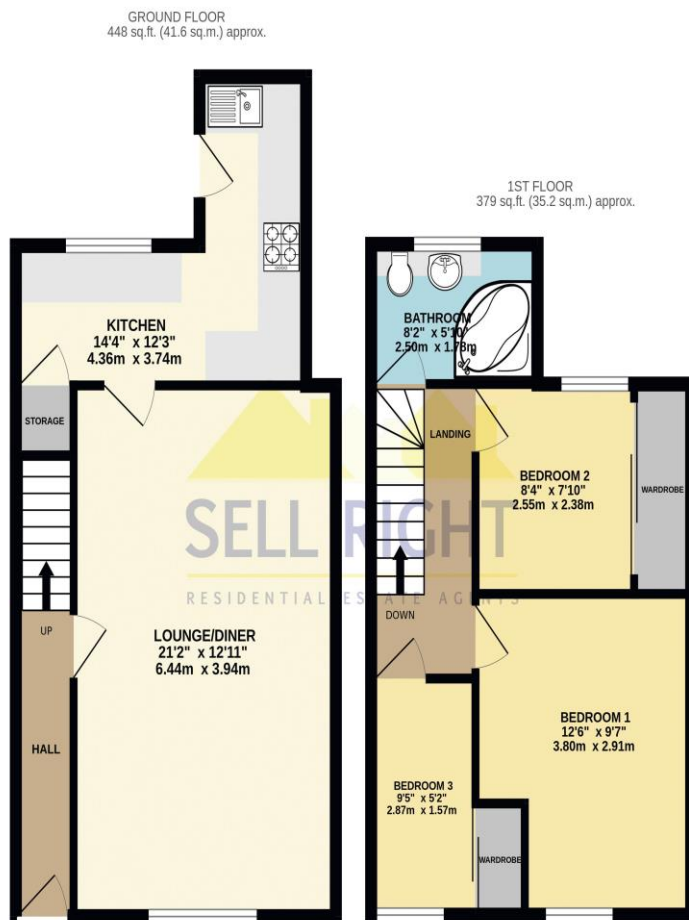 GROUND FLOOR
448 sq.ft. (41.6 sq.m.) approx.
KITCHEN
14'4" x 12'3"
4.36m x 3.74m
STORAGE
UP
LOUNGE/DINER
21'2" x 12'11"
6.44m x 3.94m
HALL
1ST FLOOR
379 sq.ft. (35.2 sq.m.) approx.
BATHROOM
8'2" x 5'10"
2.50m x 1.78m
LANDING
BEDROOM 2
8'4" x 7'10"
2.55m x 2.38m
WARDROBE
DOWN
BEDROOM 1
12'6" x 9'7"
3.80m x 2.91m
BEDROOM 3
9'5" x 5'2"
2.87m x 1.57m
WARDROBE
SELL RIGHT
RESIDENTIAL ESTATE AGENTS